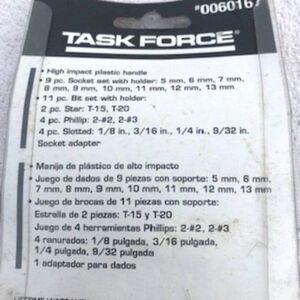 #006016
TASK FORCE
• High impact plastic handle
• 9 pc. Socket set with holder: 5 mm, 6 mm, 7 mm,
8 mm, 9 mm, 10 mm, 11 mm, 12 mm, 13 mm
• 11 pc. Bit set with holder:
2 pc. Star: T-15, T-20
4 pc. Phillip: 2-#2, 2-#3
4 pc. Slotted: 1/8 in., 3/16 in., 1/4 in., 9/32 in.
Socket adapter
• Manija de plástico de alto impacto
• Juego de dados de 9 piezas con soporte: 5 mm, 6 mm,
7 mm, 8 mm, 9 mm, 10 mm, 11 mm, 12 mm, 13 mm
• Juego de brocas de 11 piezas con soporte:
Estrella de 2 piezas: T-15 y T-20
Juego de 4 herramientas Phillips: 2-#2, 2-#3
4 ranurados: 1/8 pulgada, 3/16 pulgada,
1/4 pulgada, 9/32 pulgada
1 adaptador para dados